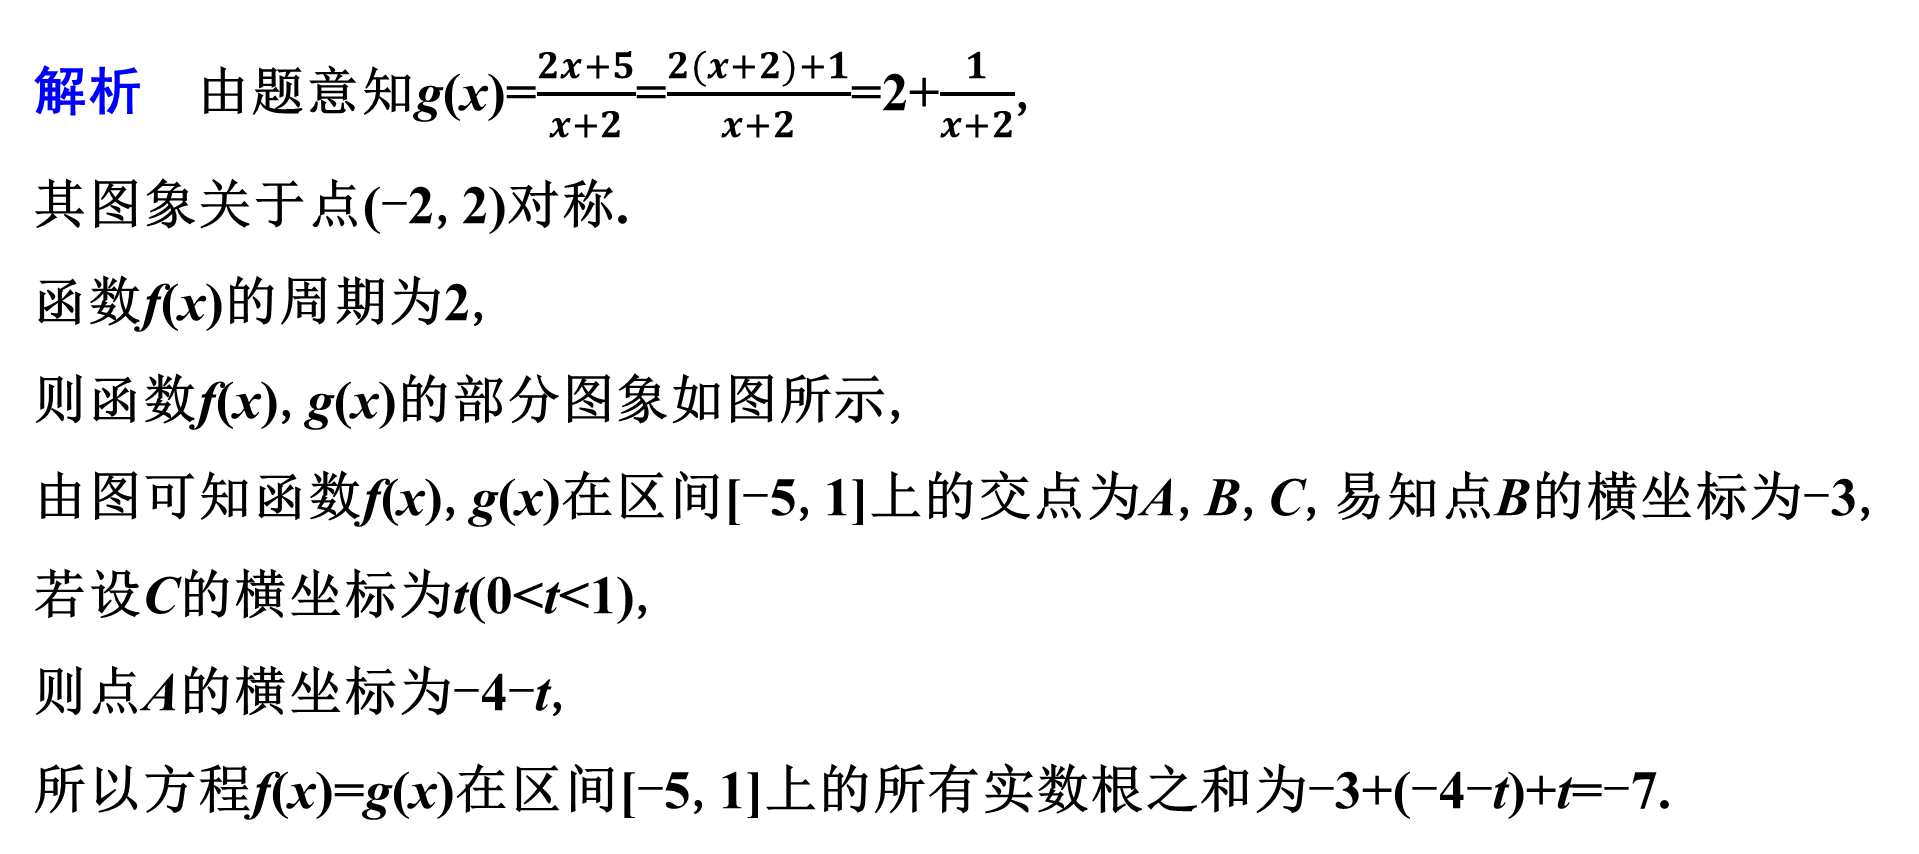 解析 由题意知g(x)=\frac{2x+5}{x+2}=\frac{2(x+2)+1}{x+2}=2+\frac{1}{x+2},
其图象关于点(−2, 2)对称.
函数f(x)的周期为2,
则函数f(x), g(x)的部分图象如图所示,
由图可知函数f(x), g(x)在区间[−5, 1]上的交点为A, B, C, 易知点B的横坐标为−3,
若设C的横坐标为t(0<t<1),
则点A的横坐标为−4−t,
所以方程f(x)=g(x)在区间[−5, 1]上的所有实数根之和为−3+(−4−t)+t=−7.